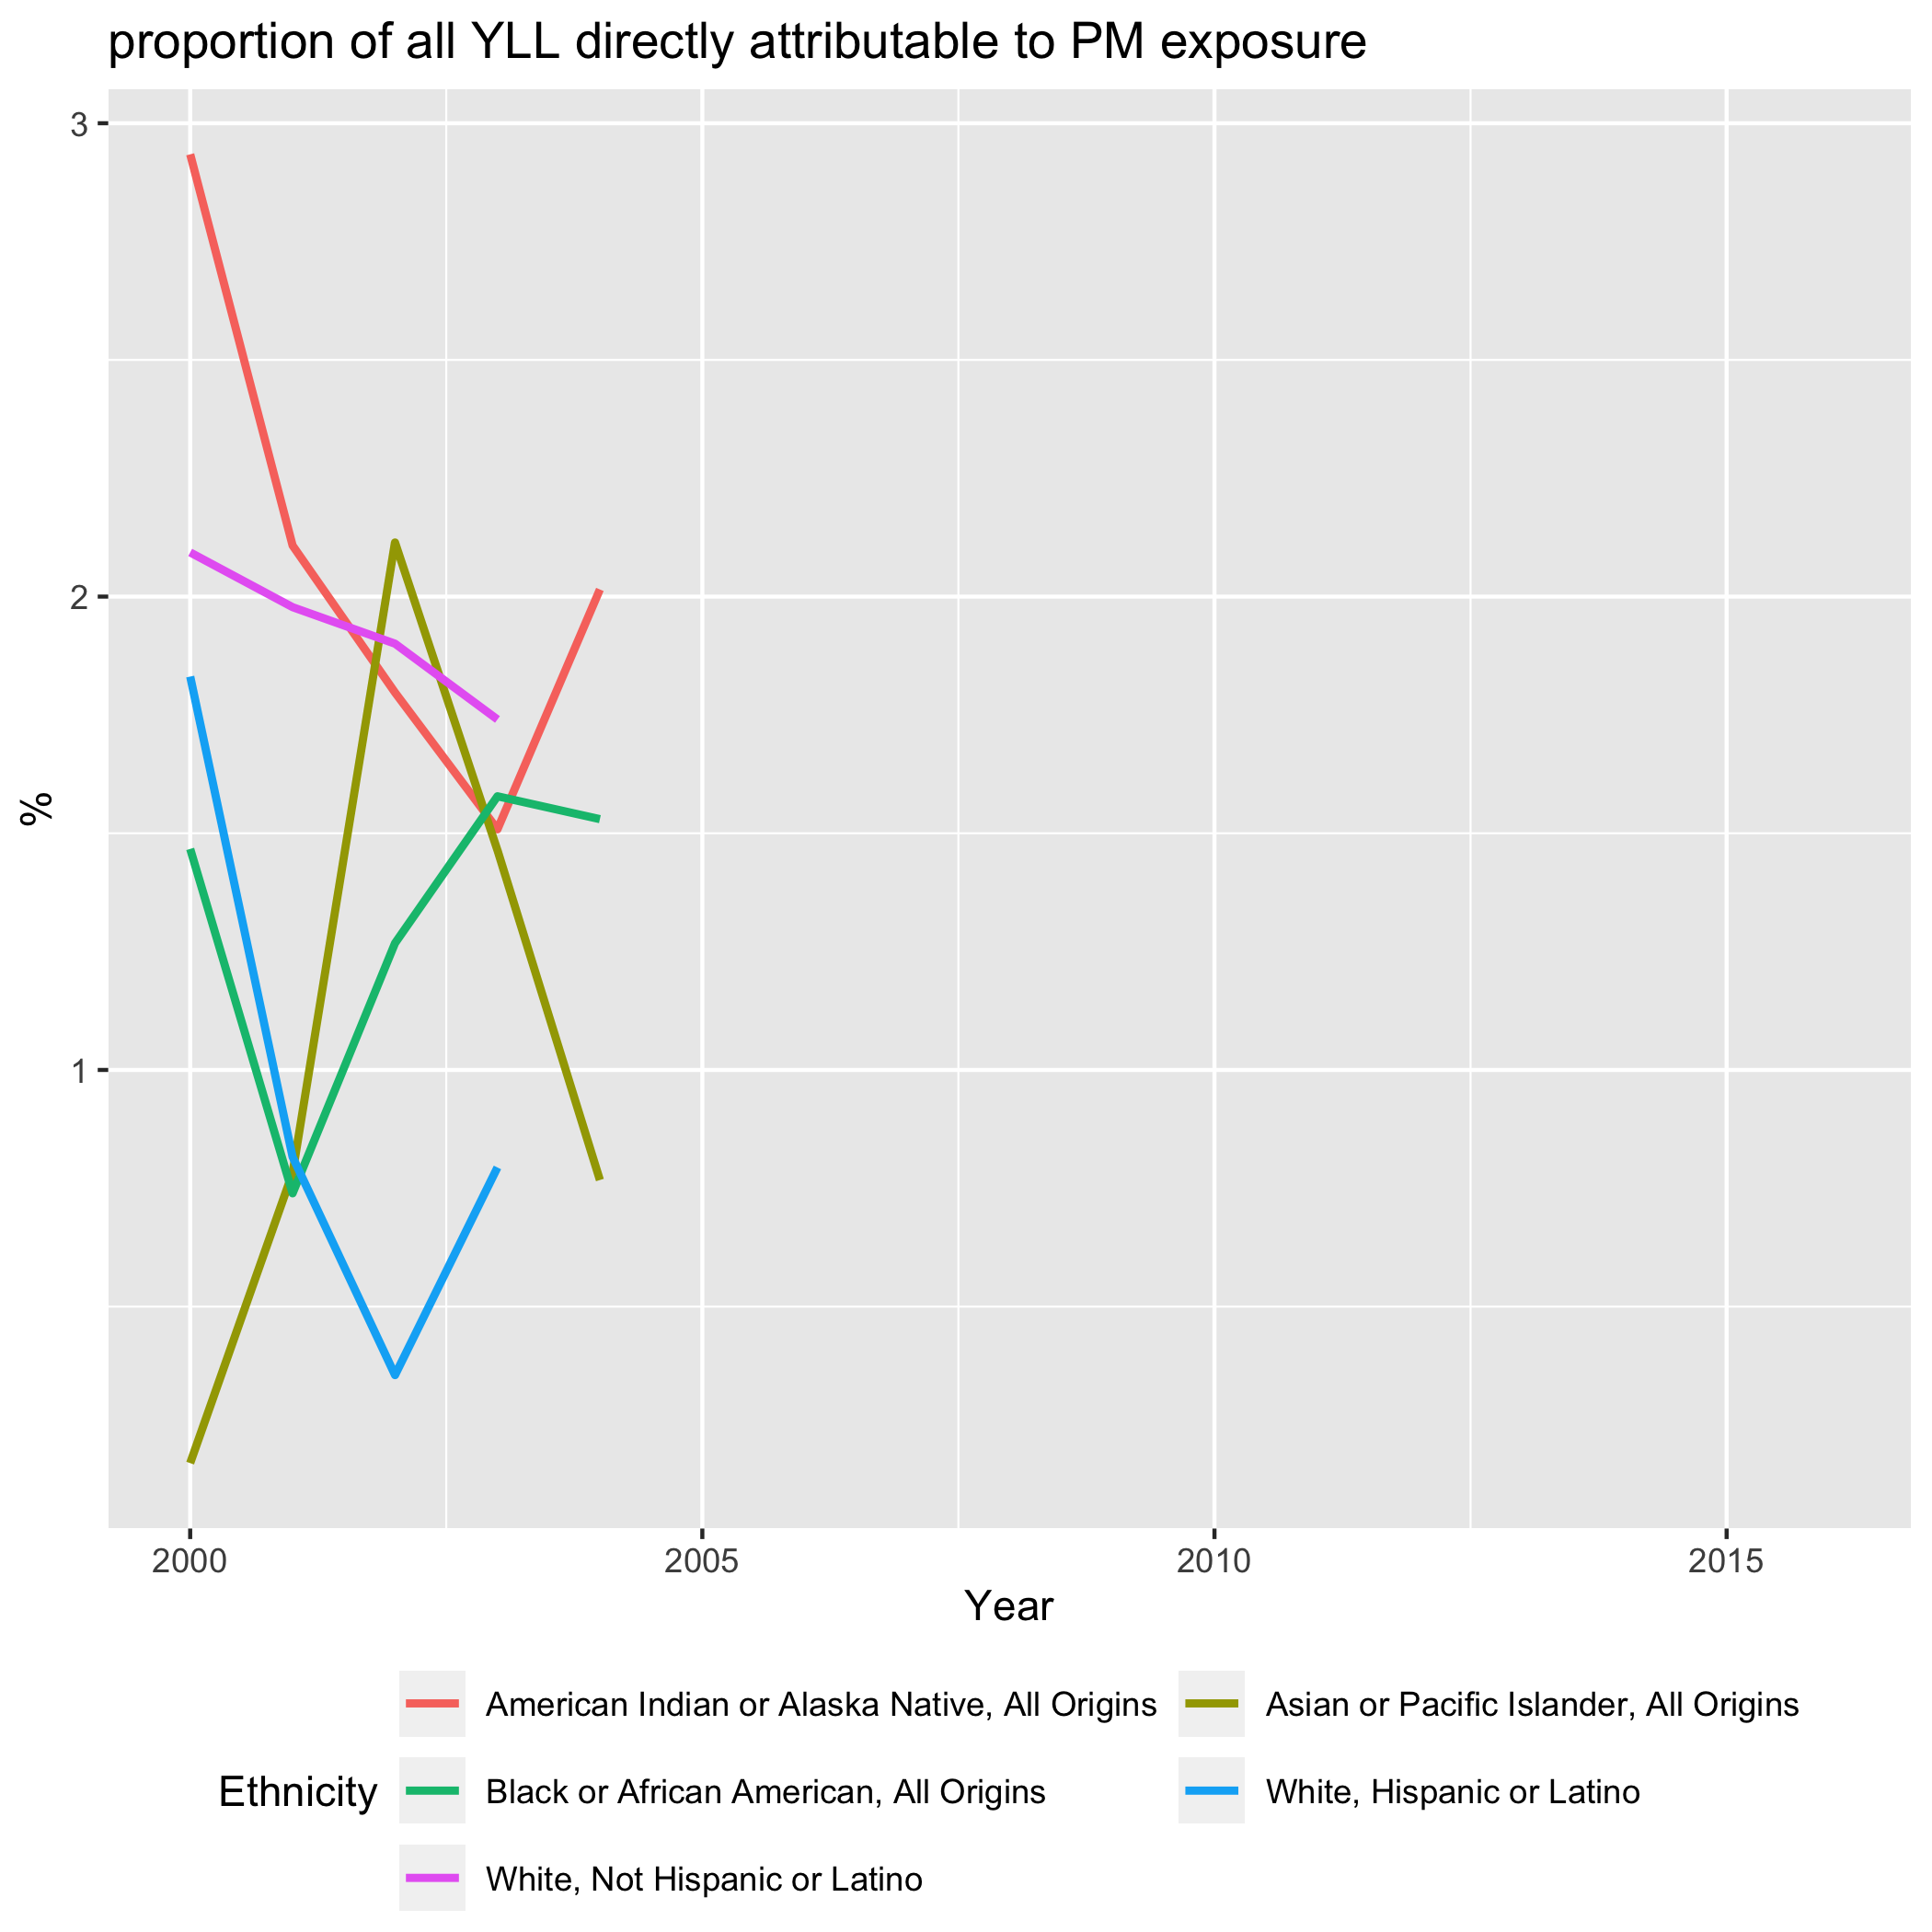 proportion of all YLL directly attributable to PM exposure
3
2
1
%
2000 2005 2010 2015
Year
Ethnicity
American Indian or Alaska Native, All Origins
Asian or Pacific Islander, All Origins
Black or African American, All Origins
White, Hispanic or Latino
White, Not Hispanic or Latino